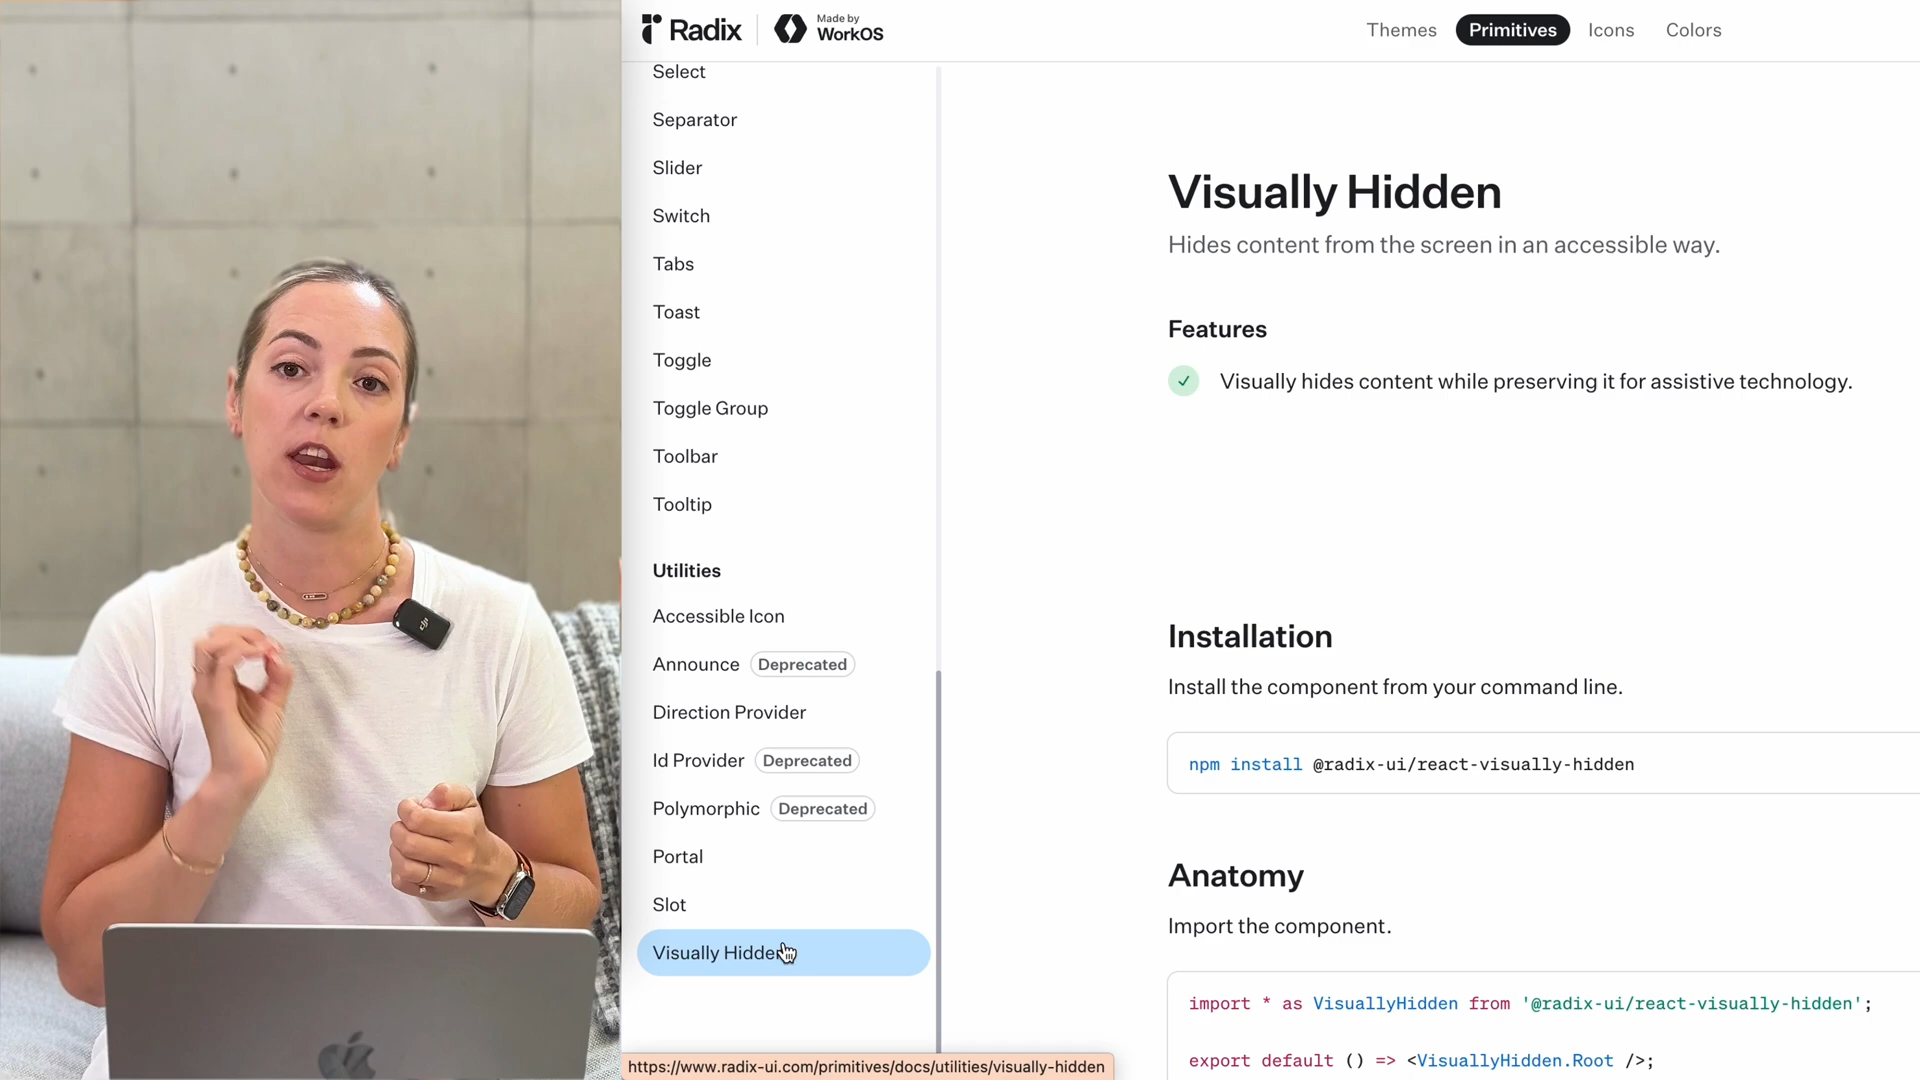 Radix
Made by
WorkOS
Themes
Primitives
Icons
Colors
Select
Separator
Slider
Switch
Tabs
Toast
Toggle
Toggle Group
Toolbar
Tooltip
Utilities
Accessible Icon
Announce Deprecated
Direction Provider
Id Provider Deprecated
Polymorphic Deprecated
Portal
Slot
Visually Hidden
Visually Hidden
Hides content from the screen in an accessible way.
Features
Visually hides content while preserving it for assistive technology.
Installation
Install the component from your command line.
npm install @radix-ui/react-visually-hidden
Anatomy
Import the component.
import * as VisuallyHidden from '@radix-ui/react-visually-hidden';
export default () => <VisuallyHidden.Root />;
https://www.radix-ui.com/primitives/docs/utilities/visually-hidden
dji